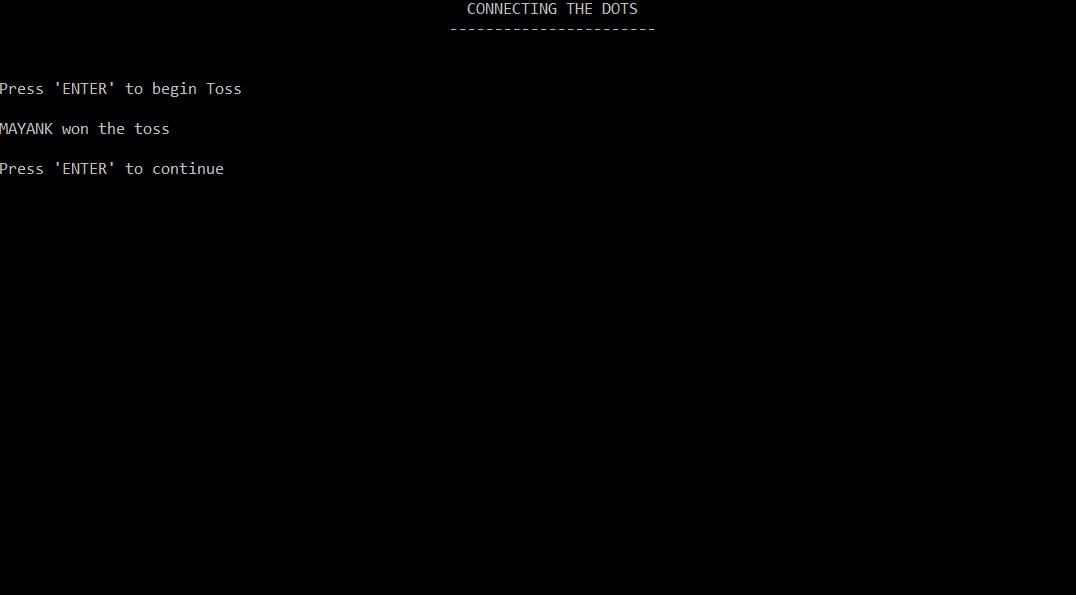 CONNECTING THE DOTS
-----------------------
Press 'ENTER' to begin Toss
MAYANK won the toss
Press 'ENTER' to continue